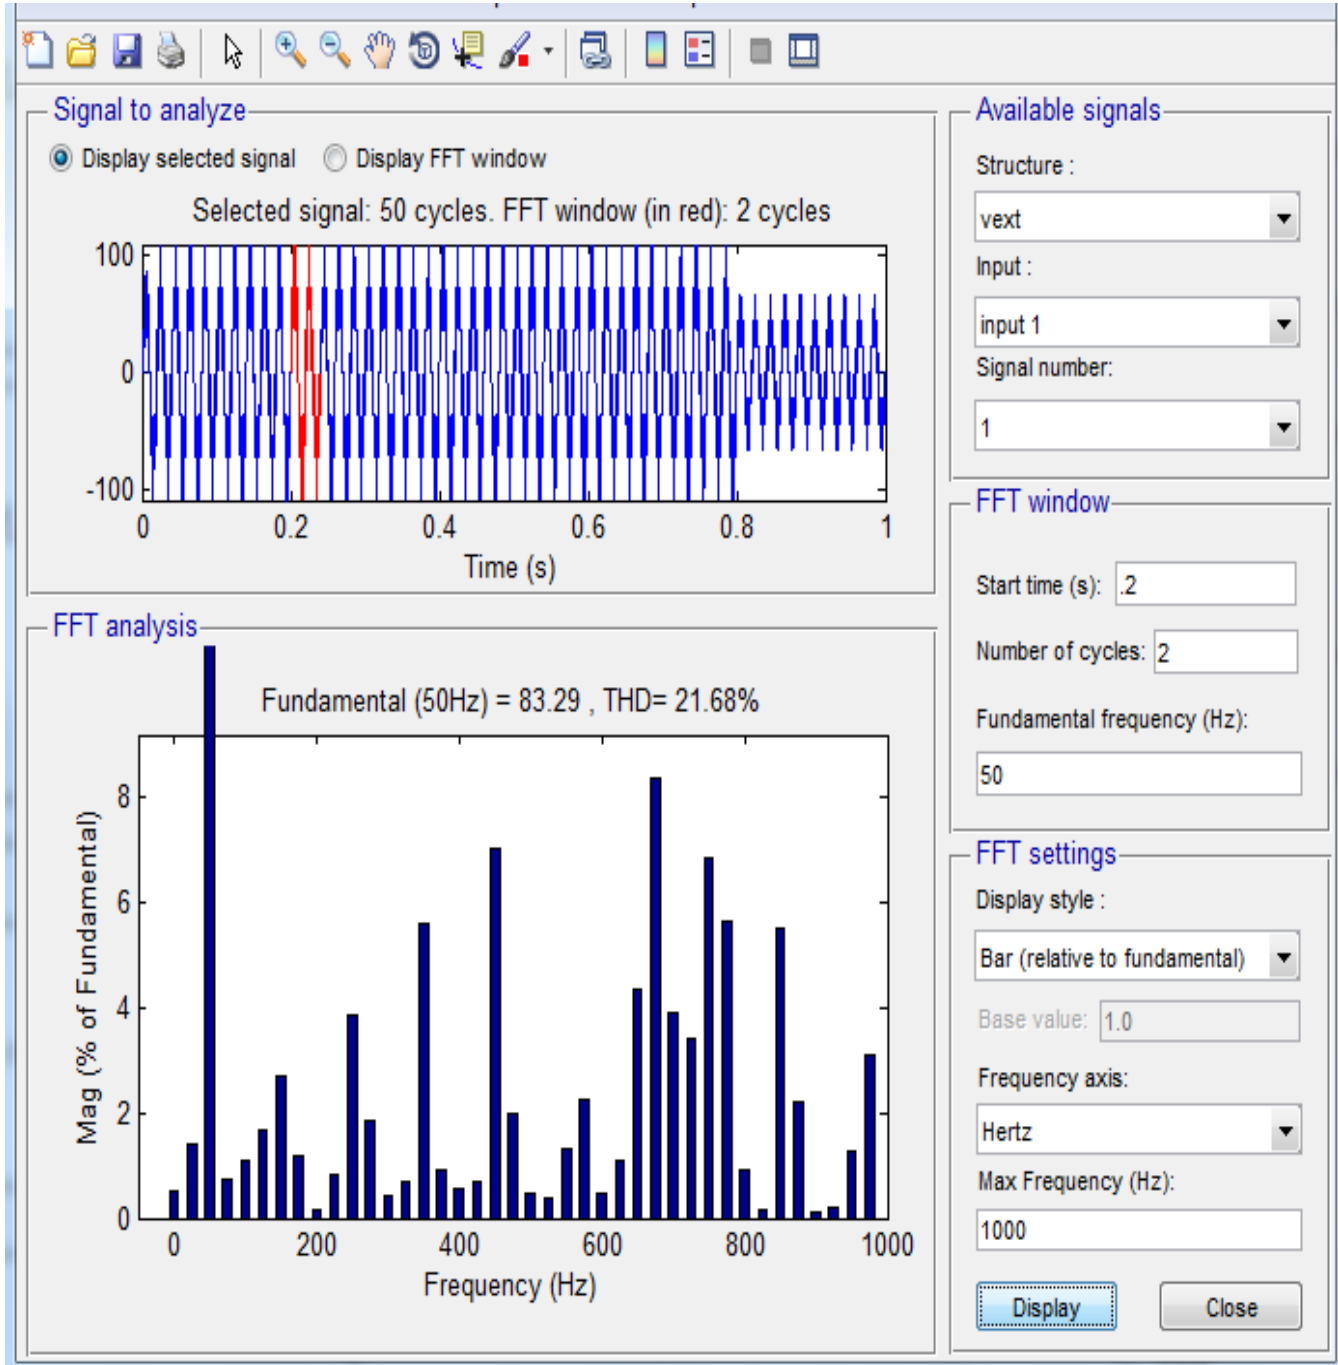 Signal to analyze
Display selected signal Display FFT window
Selected signal: 50 cycles. FFT window (in red): 2 cycles
100
0
-100
0 0.2 0.4 0.6 0.8 1
Time (s)
FFT analysis
Fundamental (50Hz) = 83.29 , THD= 21.68%
Mag (% of Fundamental)
8
6
4
2
0
0 200 400 600 800 1000
Frequency (Hz)
Available signals
Structure :
vext
Input :
input 1
Signal number:
1
FFT window
Start time (s): .2
Number of cycles: 2
Fundamental frequency (Hz):
50
FFT settings
Display style :
Bar (relative to fundamental)
Base value: 1.0
Frequency axis:
Hertz
Max Frequency (Hz):
1000
Display Close